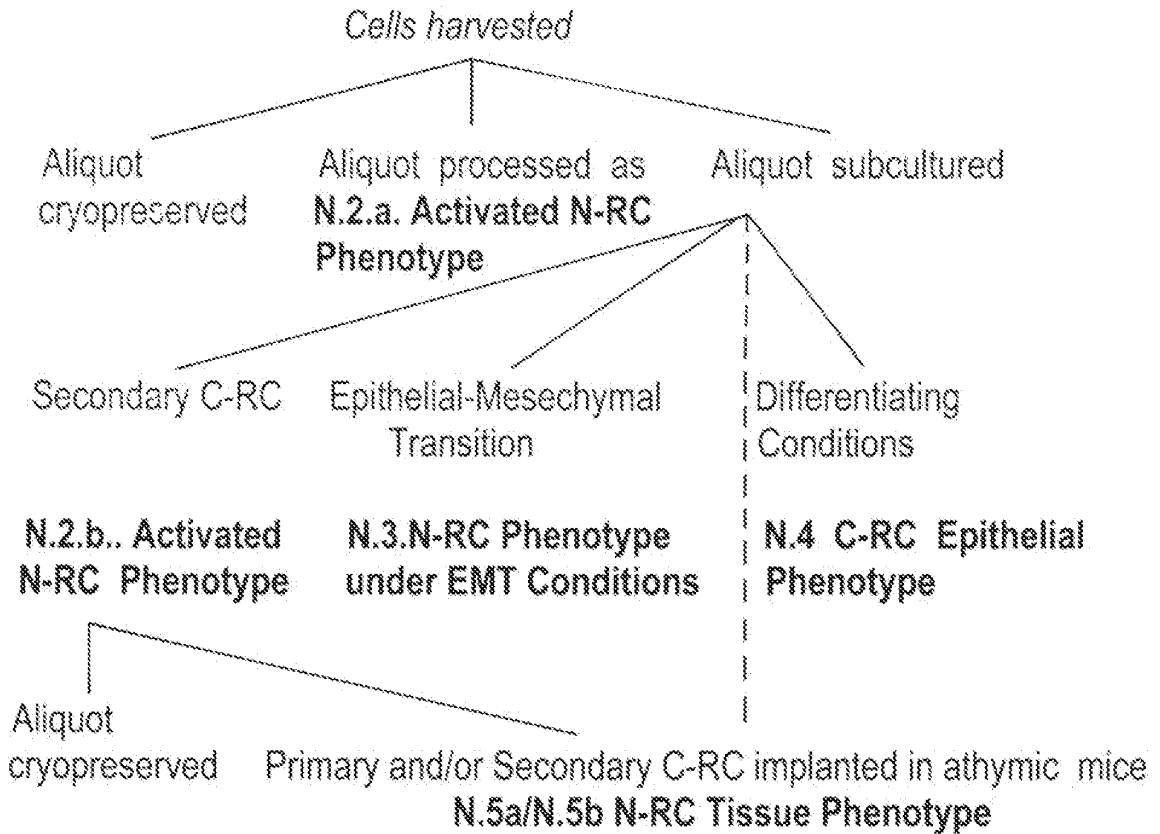 Cells harvested
Aliquot
cryopreserved
Aliquot processed as
N.2.a. Activated N-RC
Phenotype
Aliquot subcultured
Secondary C-RC
Epithelial-Mesechymal
Transition
Differentiating
Conditions
N.2.b.. Activated
N-RC Phenotype
N.3.N-RC Phenotype
under EMT Conditions
N.4 C-RC Epithelial
Phenotype
Aliquot
cryopreserved
Primary and/or Secondary C-RC implanted in athymic mice
N.5a/N.5b N-RC Tissue Phenotype